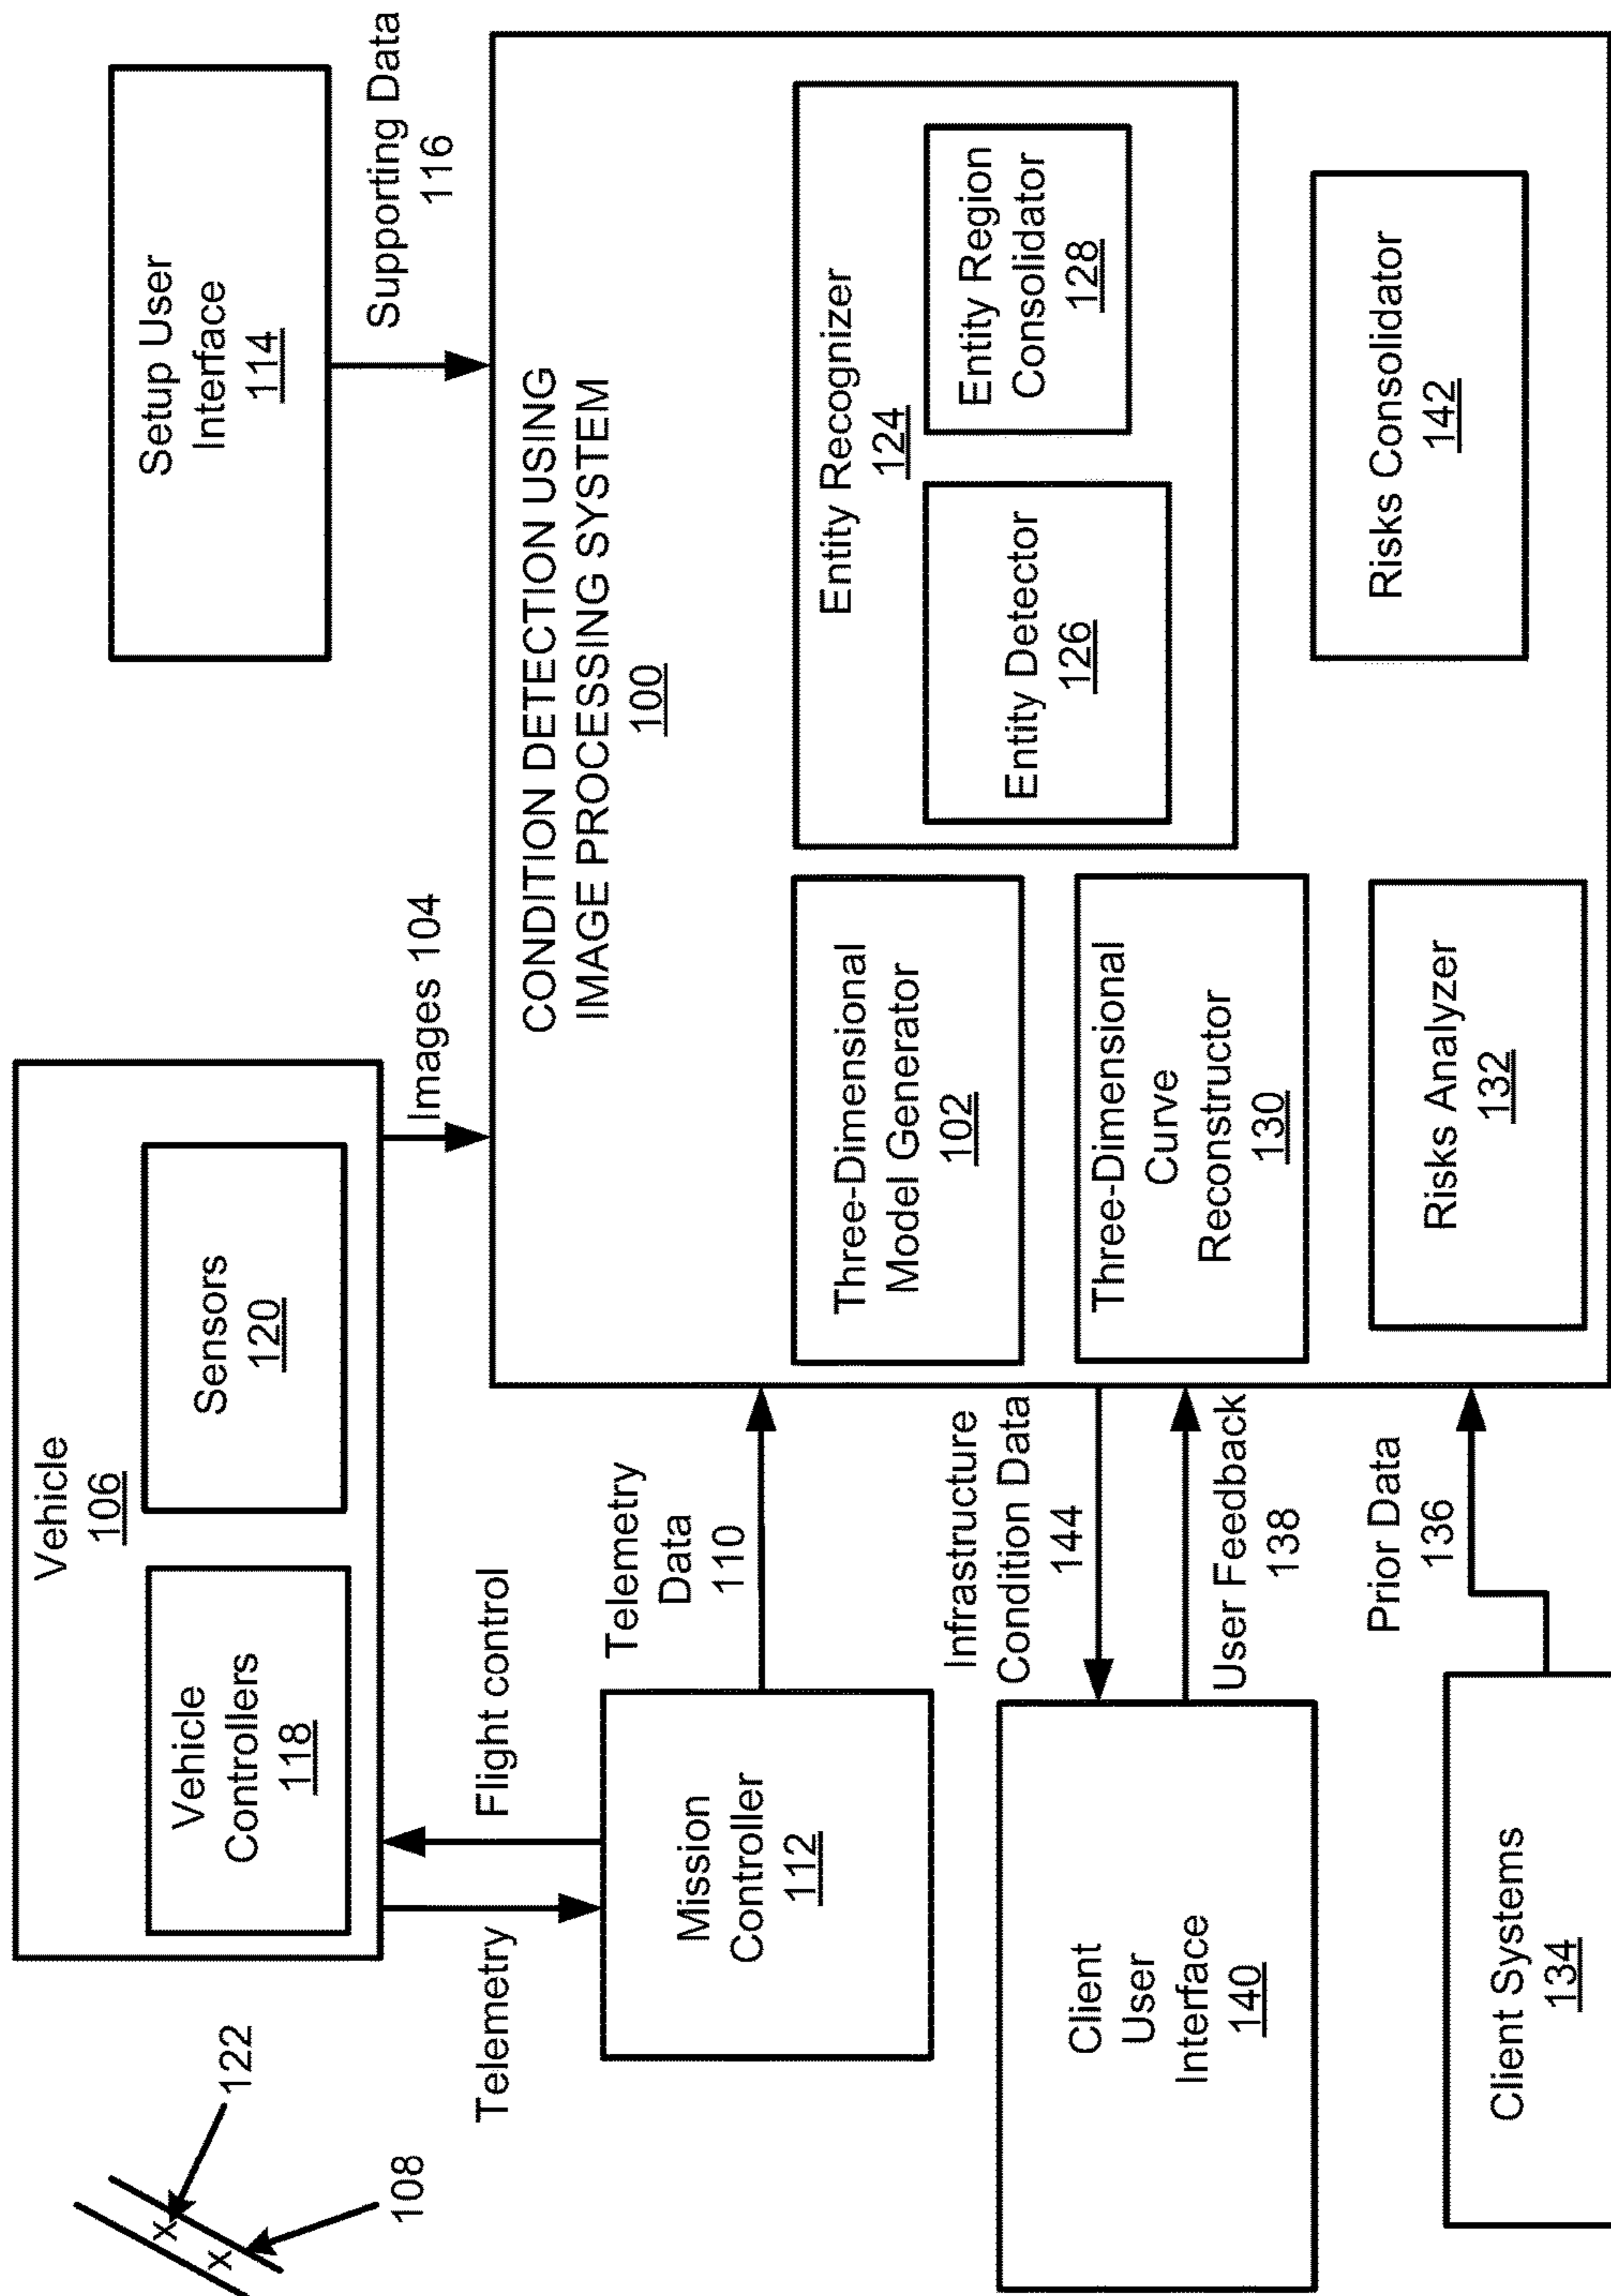 x
x
122
108
Vehicle
106
Vehicle
Controllers
118
Sensors
120
Setup User
Interface
114
Telemetry
Flight control
Images 104
Supporting Data
116
Mission
Controller
112
Telemetry
Data
110
CONDITION DETECTION USING
IMAGE PROCESSING SYSTEM
100
Three-Dimensional
Model Generator
102
Entity Recognizer
124
Entity Detector
126
Entity Region
Consolidator
128
Client
User
Interface
140
Infrastructure
Condition Data
144
User Feedback
138
Three-Dimensional
Curve
Reconstructor
130
Client Systems
134
Prior Data
136
Risks Analyzer
132
Risks Consolidator
142